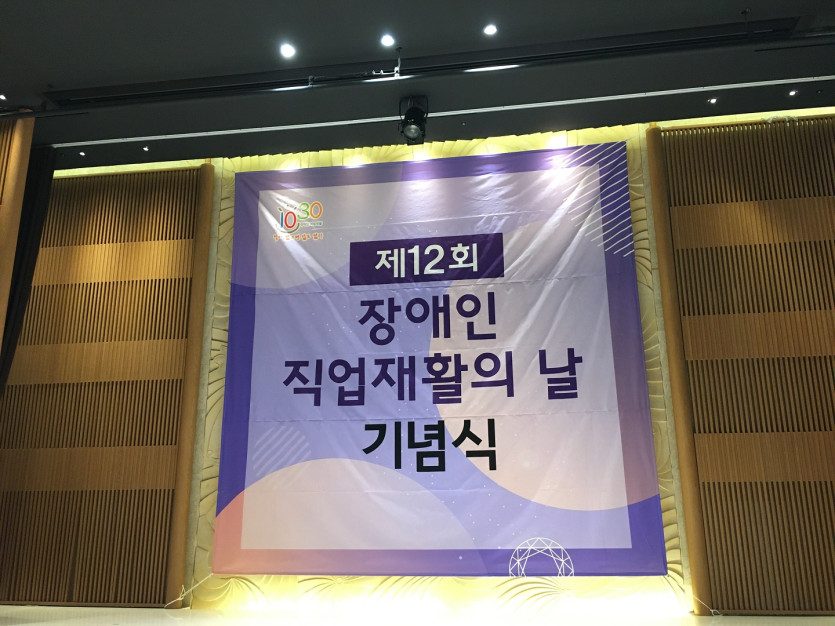 1030
제12회
장애인
직업재활의 날
기념식